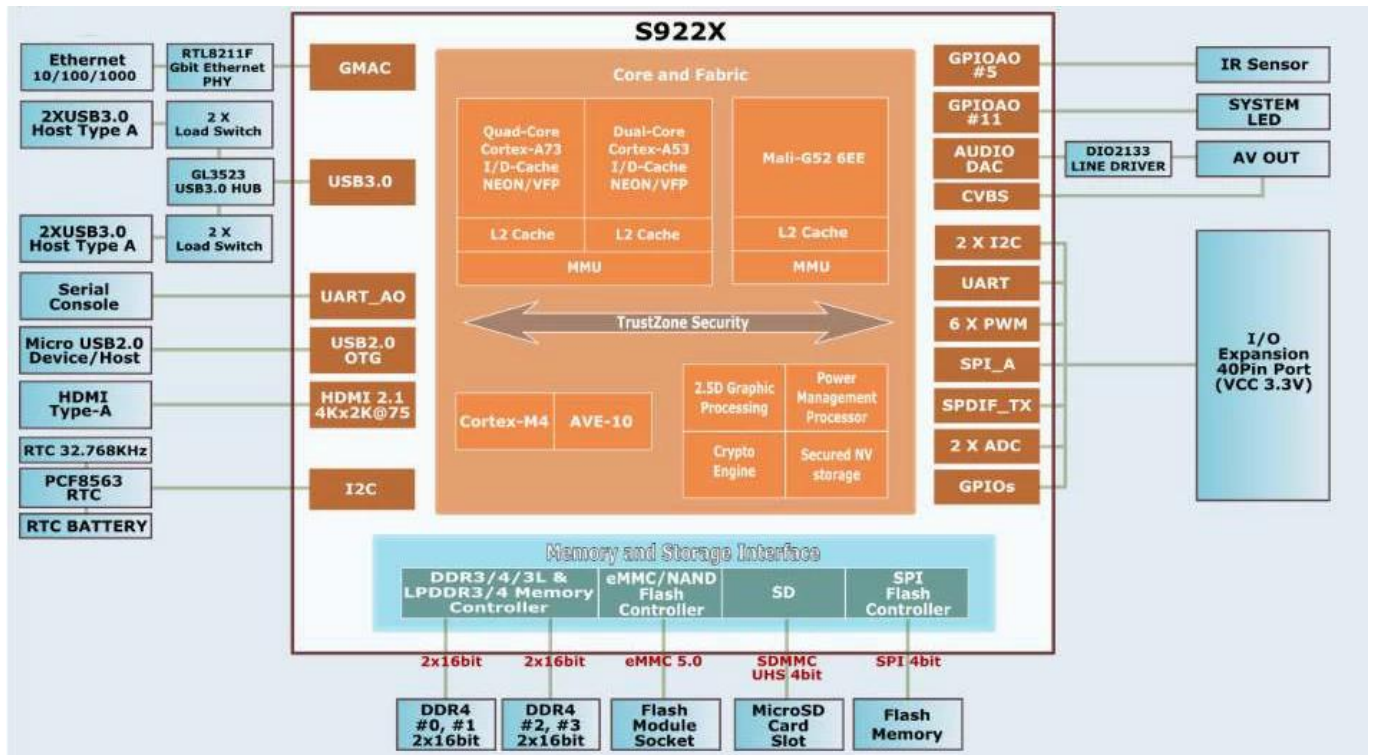 S922X
Ethernet
10/100/1000
RTL8211F
Gbit Ethernet
PHY
GMAC
2XUSB3.0
Host Type A
2 X
Load Switch
GL3523
USB3.0 HUB
USB3.0
2XUSB3.0
Host Type A
2 X
Load Switch
Serial
Console
UART_AO
Micro USB2.0
Device/Host
USB2.0
OTG
HDMI
Type-A
HDMI 2.1
4Kx2K@75
RTC 32.768KHz
PCF8563
RTC
I2C
RTC BATTERY
Core and Fabric
Quad-Core
Cortex-A73
I/D-Cache
NEON/VFP
Dual-Core
Cortex-A53
I/D-Cache
NEON/VFP
Mali-G52 6EE
L2 Cache
L2 Cache
L2 Cache
MMU
MMU
TrustZone Security
Cortex-M4
AVE-10
2.5D Graphic
Processing
Power
Management
Processor
Crypto
Engine
Secured NV
storage
GPIOAO
#5
IR Sensor
GPIOAO
#11
SYSTEM
LED
AUDIO
DAC
DIO2133
LINE DRIVER
AV OUT
CVBS
2 X I2C
UART
6 X PWM
SPI_A
SPDIF_TX
2 X ADC
GPIOs
I/O
Expansion
40Pin Port
(VCC 3.3V)
Memory and Storage Interface
DDR3/4/3L &
LPDDR3/4 Memory
Controller
eMMC/NAND
Flash
Controller
SD
SPI
Flash
Controller
2x16bit
2x16bit
eMMC 5.0
SDMMC
UHS 4bit
SPI 4bit
DDR4
#0, #1
2x16bit
DDR4
#2, #3
2x16bit
Flash
Module
Socket
MicroSD
Card
Slot
Flash
Memory